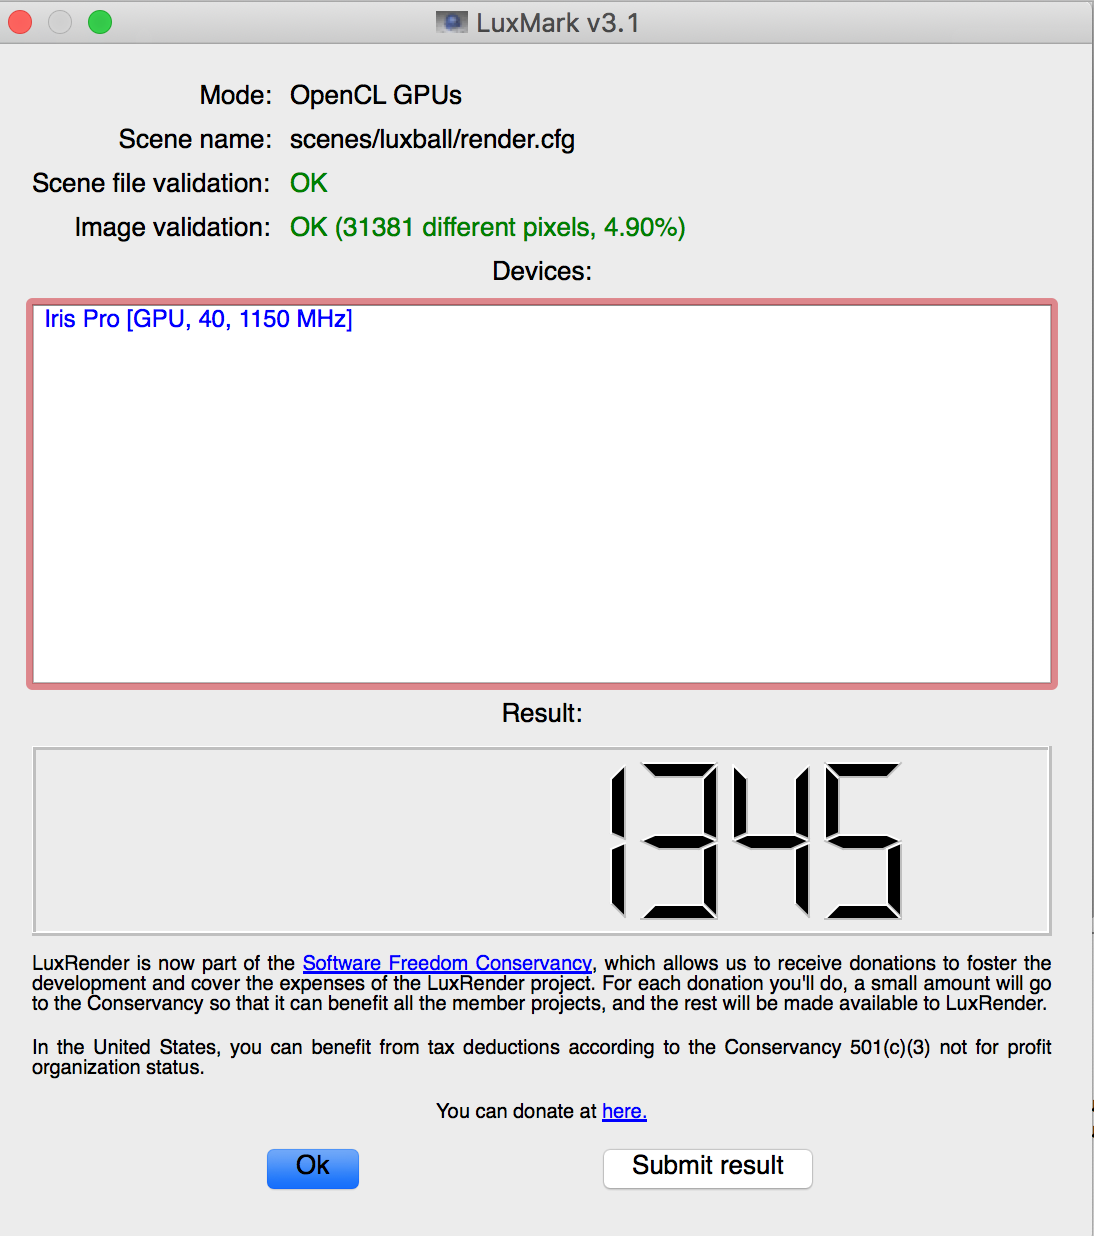 LuxMark v3.1
Mode: OpenCL GPUs
Scene name: scenes/luxball/render.cfg
Scene file validation: OK
Image validation: OK (31381 different pixels, 4.90%)
Devices:
Iris Pro [GPU, 40, 1150 MHz]
Result:
1345
LuxRender is now part of the Software Freedom Conservancy, which allows us to receive donations to foster the
development and cover the expenses of the LuxRender project. For each donation you'll do, a small amount will go
to the Conservancy so that it can benefit all the member projects, and the rest will be made available to LuxRender.
In the United States, you can benefit from tax deductions according to the Conservancy 501(c)(3) not for profit
organization status.
You can donate at here.
Ok Submit result